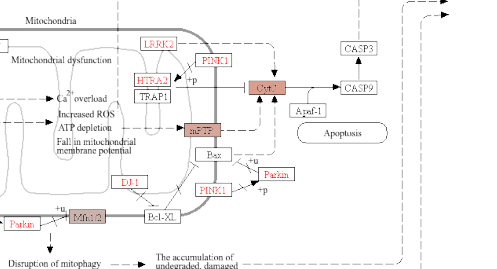 Mitochondria
LRRK2
CASP3
Mitochondrial dysfunction
PINK1
HTRA2
+p
TRAP1
CytC
CASP9
Ca2+ overload
Increased ROS
Apaf-1
ATP depletion
mPTP
Apoptosis
Fall in mitochondrial
membrane potential
Bax
+u
DJ-1
Parkin
PINK1
+p
+u
Parkin
Mfn1/2
Bcl-XL
Disruption of mitophagy
The accumulation of
undegraded, damaged